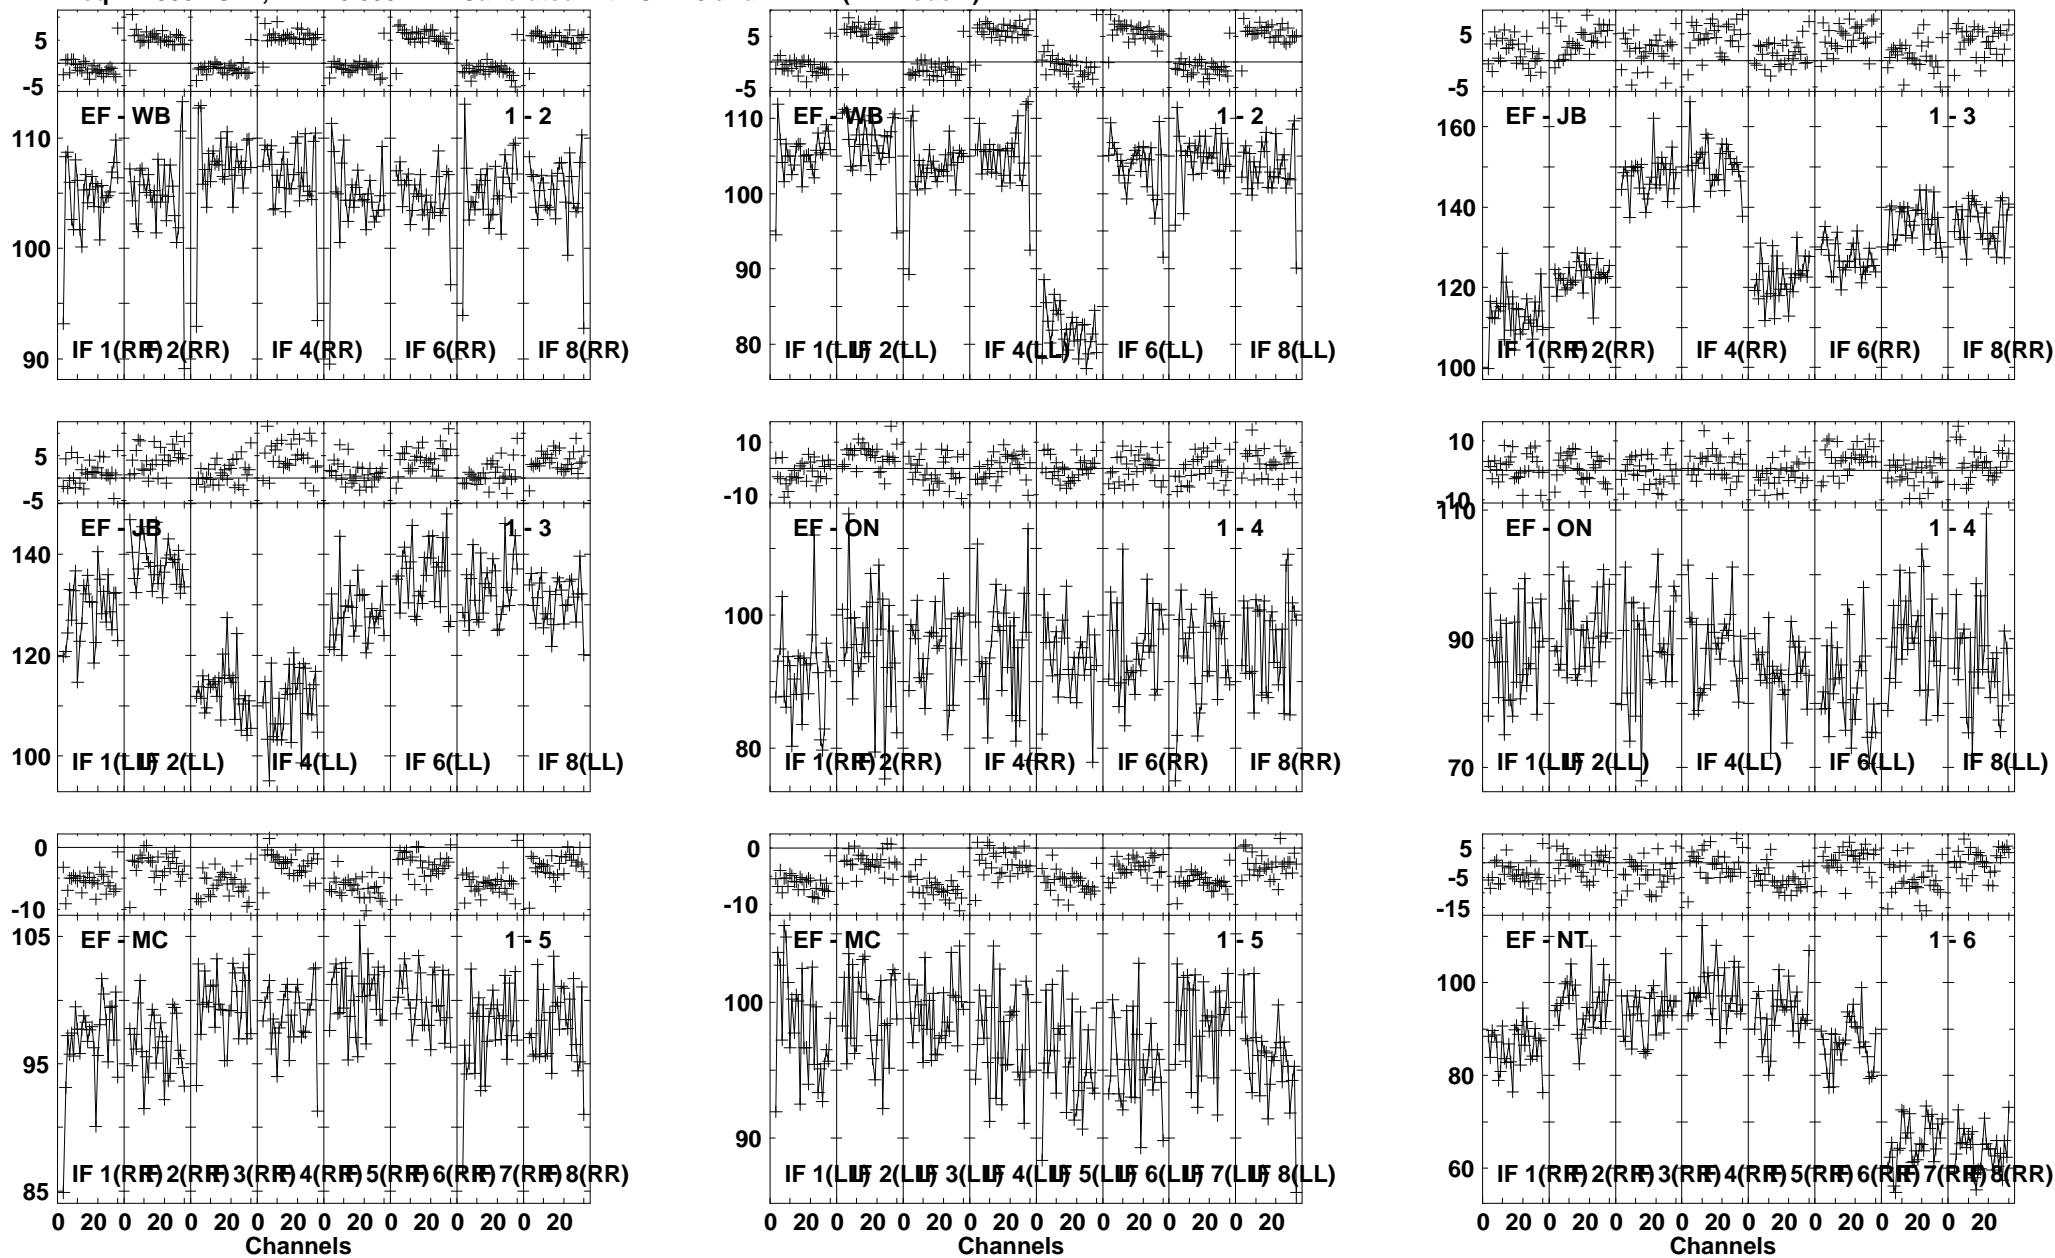 5
-5
EF - WB 1 - 2
110
100
90
IF 1(RR) IF 2(RR) IF 4(RR) IF 6(RR) IF 8(RR)
5
-5
EF - WB 1 - 2
110
100
90
80
IF 1(LL) IF 2(LL) IF 4(LL) IF 6(LL) IF 8(LL)
5
-5
EF - JB 1 - 3
160
140
120
100
IF 1(RR) IF 2(RR) IF 4(RR) IF 6(RR) IF 8(RR)
5
-5
EF - JB 1 - 3
140
120
100
IF 1(LL) IF 2(LL) IF 4(LL) IF 6(LL) IF 8(LL)
10
-10
EF - ON 1 - 4
100
80
IF 1(RR) IF 2(RR) IF 4(RR) IF 6(RR) IF 8(RR)
10
-10
110
EF - ON 1 - 4
90
70
IF 1(LL) IF 2(LL) IF 4(LL) IF 6(LL) IF 8(LL)
0
-10
105
EF - MC 1 - 5
95
85
IF 1(RR) IF 2(RR) IF 3(RR) IF 4(RR) IF 5(RR) IF 6(RR) IF 7(RR) IF 8(RR)
0 20 0 20 0 20 0 20 0 20 0 20 0 20 0 20
Channels
0
-10
EF - MC 1 - 5
100
90
IF 1(LL) IF 2(LL) IF 3(LL) IF 4(LL) IF 5(LL) IF 6(LL) IF 7(LL) IF 8(LL)
0 20 0 20 0 20 0 20 0 20 0 20 0 20 0 20
Channels
5
-5
-15
EF - NT 1 - 6
100
80
60
IF 1(RR) IF 2(RR) IF 3(RR) IF 4(RR) IF 5(RR) IF 6(RR) IF 7(RR) IF 8(RR)
0 20 0 20 0 20 0 20 0 20 0 20 0 20 0 20
Channels